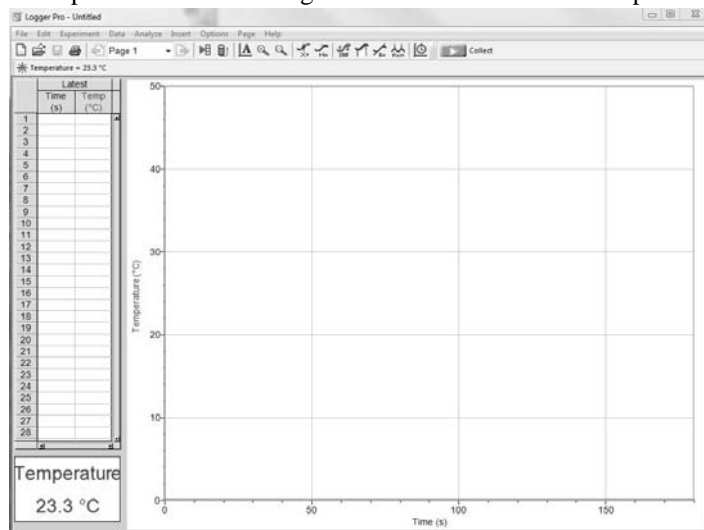 Logger Pro - Untitled
File Edit Experiment Data Analyze Insert Options Page Help
Page 1 Collect
Temperature = 23.3 °C
Latest
Time Temp
(s) (°C)
1
2
3
4
5
6
7
8
9
10
11
12
13
14
15
16
17
18
19
20
21
22
23
24
25
26
27
28
Temperature
23.3 °C
50
40
30
20
10
0
Temperature (°C)
0 50 100 150
Time (s)